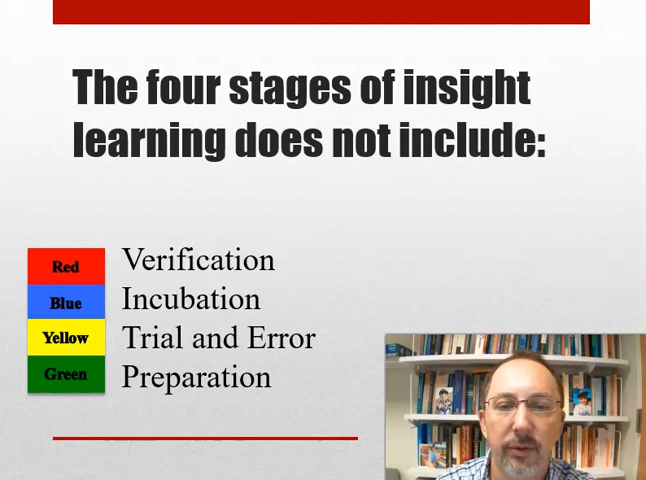 The four stages of insight
learning does not include:
Red Verification
Blue Incubation
Yellow Trial and Error
Green Preparation